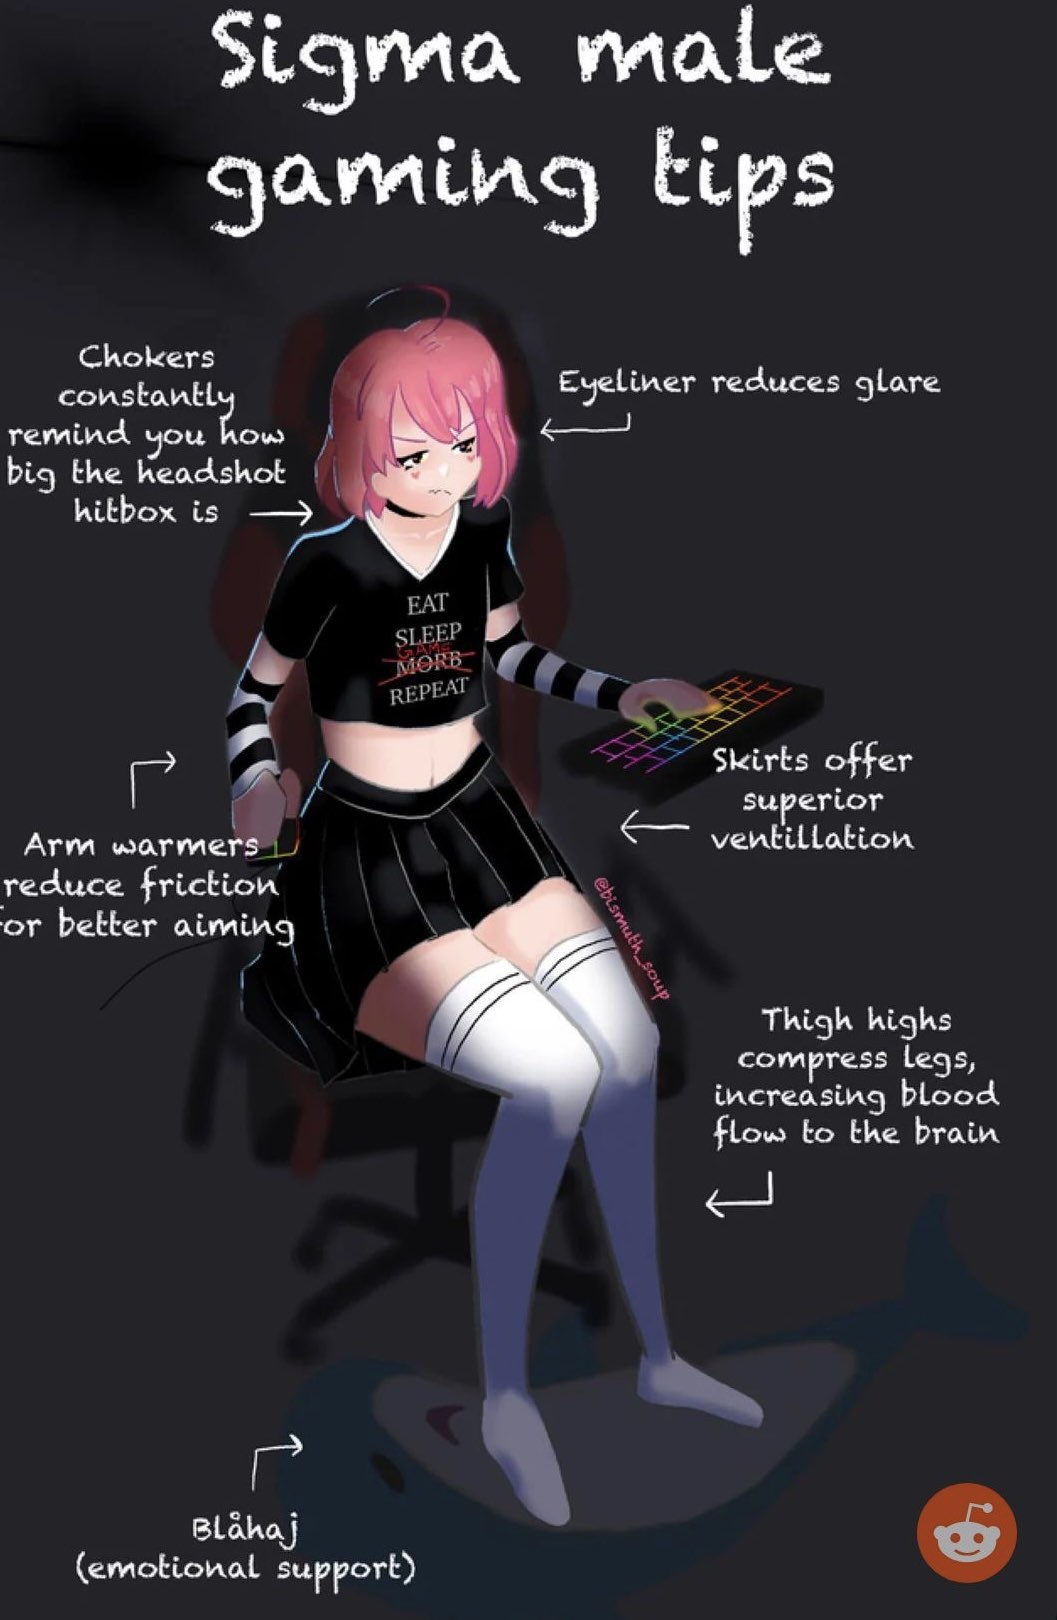 Sigma male
gaming tips
Chokers
constantly
remind you how
big the headshot
hitbox is
Eyeliner reduces glare
EAT
SLEEP
GAME
MORB
REPEAT
Skirts offer
superior
ventillation
Arm warmers
reduce friction
for better aiming
@bismuth_soup
Thigh highs
compress legs,
increasing blood
flow to the brain
Blåhaj
(emotional support)